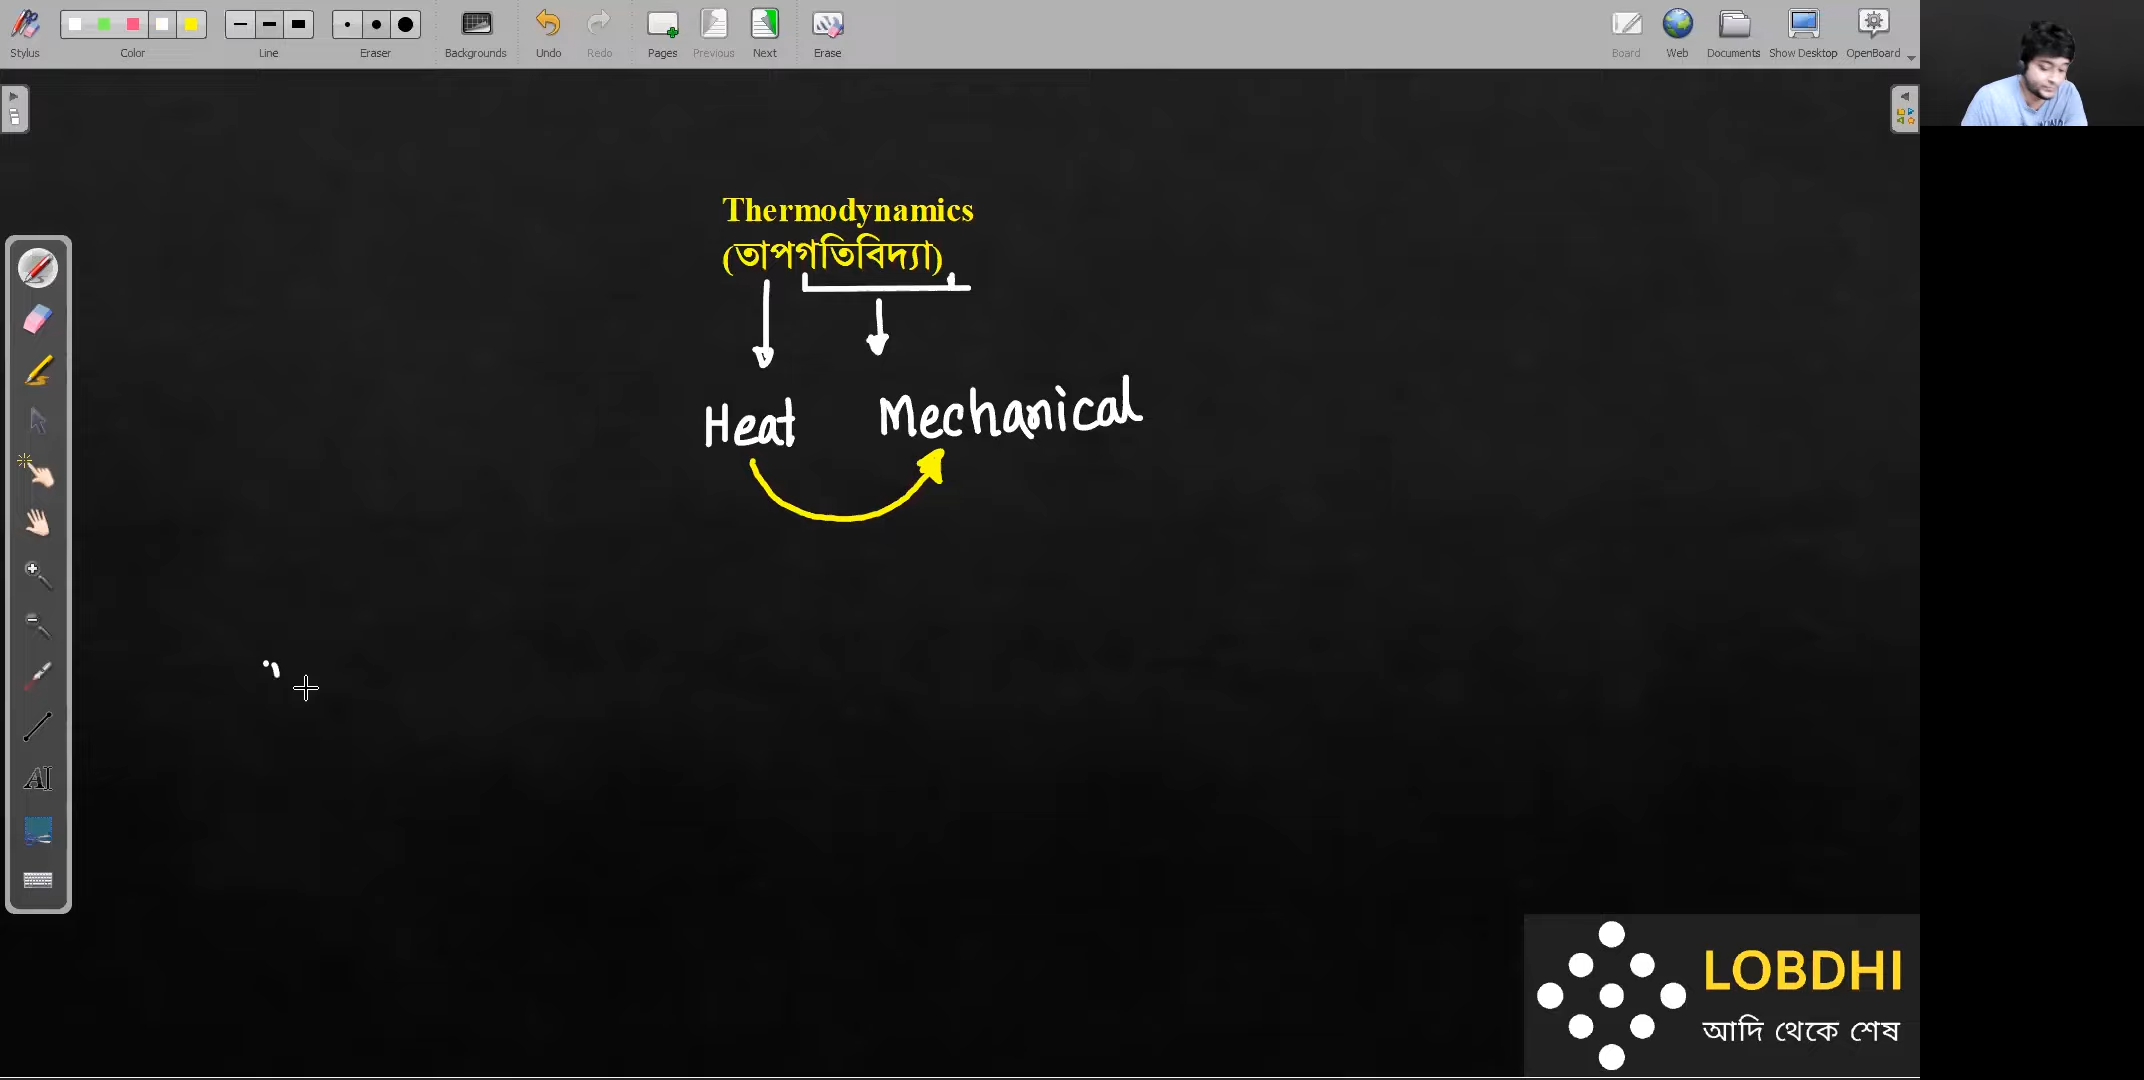 Stylus Color Line Eraser Backgrounds Undo Redo Pages Previous Next Erase Board Web Documents Show Desktop OpenBoard
Thermodynamics
(তাপগতিবিদ্যা)
Heat Mechanical
AI
LOBDHI
আদি থেকে শেষ